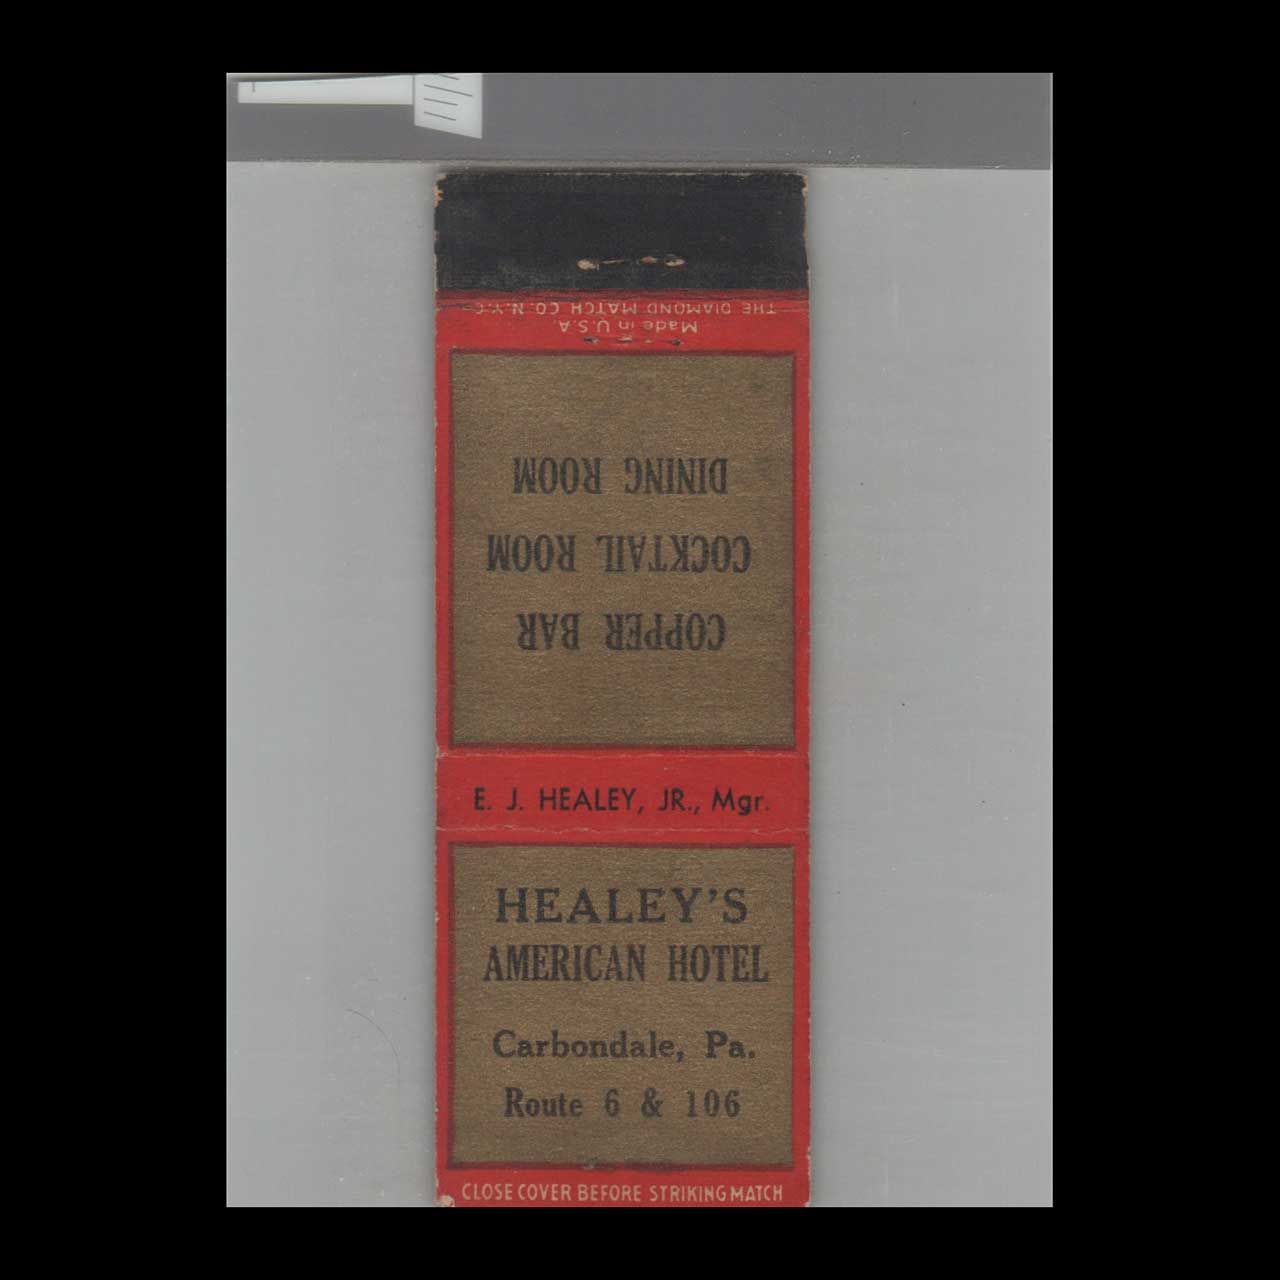 THE DIAMOND MATCH CO. N.Y.C.
Made in U.S.A.
COPPER BAR
COCKTAIL ROOM
DINING ROOM
E. J. HEALEY, JR., Mgr.
HEALEY'S
AMERICAN HOTEL
Carbondale, Pa.
Route 6 & 106
CLOSE COVER BEFORE STRIKING MATCH